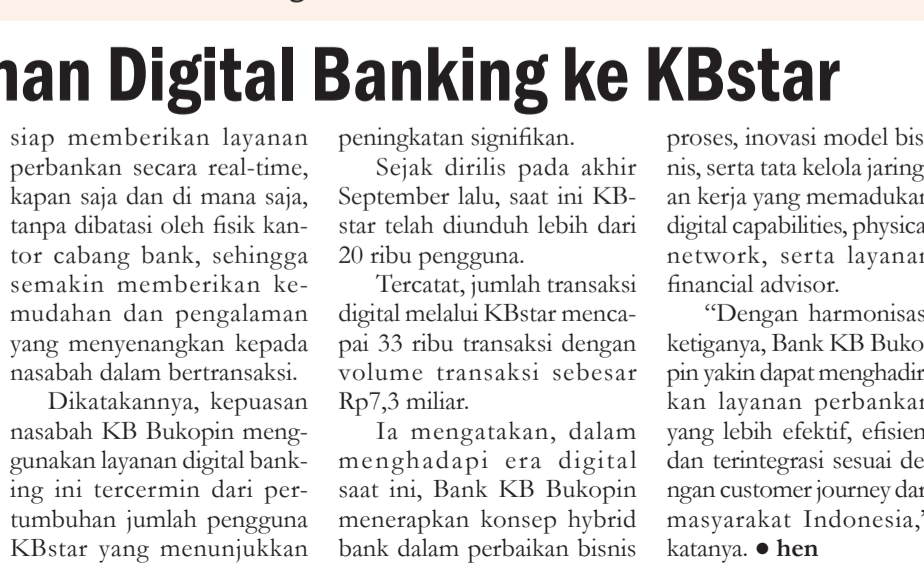 nan Digital Banking ke KBstar
siap memberikan layanan
perbankan secara real-time,
kapan saja dan di mana saja,
tanpa dibatasi oleh fisik kan-
tor cabang bank, sehingga
semakin memberikan ke-
mudahan dan pengalaman
yang menyenangkan kepada
nasabah dalam bertransaksi.
Dikatakannya, kepuasan
nasabah KB Bukopin meng-
gunakan layanan digital bank-
ing ini tercermin dari per-
tumbuhan jumlah pengguna
KBstar yang menunjukkan
peningkatan signifikan.
Sejak dirilis pada akhir
September lalu, saat ini KB-
star telah diunduh lebih dari
20 ribu pengguna.
Tercatat, jumlah transaksi
digital melalui KBstar menca-
pai 33 ribu transaksi dengan
volume transaksi sebesar
Rp7,3 miliar.
Ia mengatakan, dalam
menghadapi era digital
saat ini, Bank KB Bukopin
menerapkan konsep hybrid
bank dalam perbaikan bisnis
proses, inovasi model bis
nis, serta tata kelola jaring
an kerja yang memadukan
digital capabilities, physica
network, serta layanan
financial advisor.
“Dengan harmonisas
ketiganya, Bank KB Buko
pin yakin dapat menghadir
kan layanan perbankan
yang lebih efektif, efisien
dan terintegrasi sesuai de
ngan customer journey dar
masyarakat Indonesia,”
katanya. ● hen